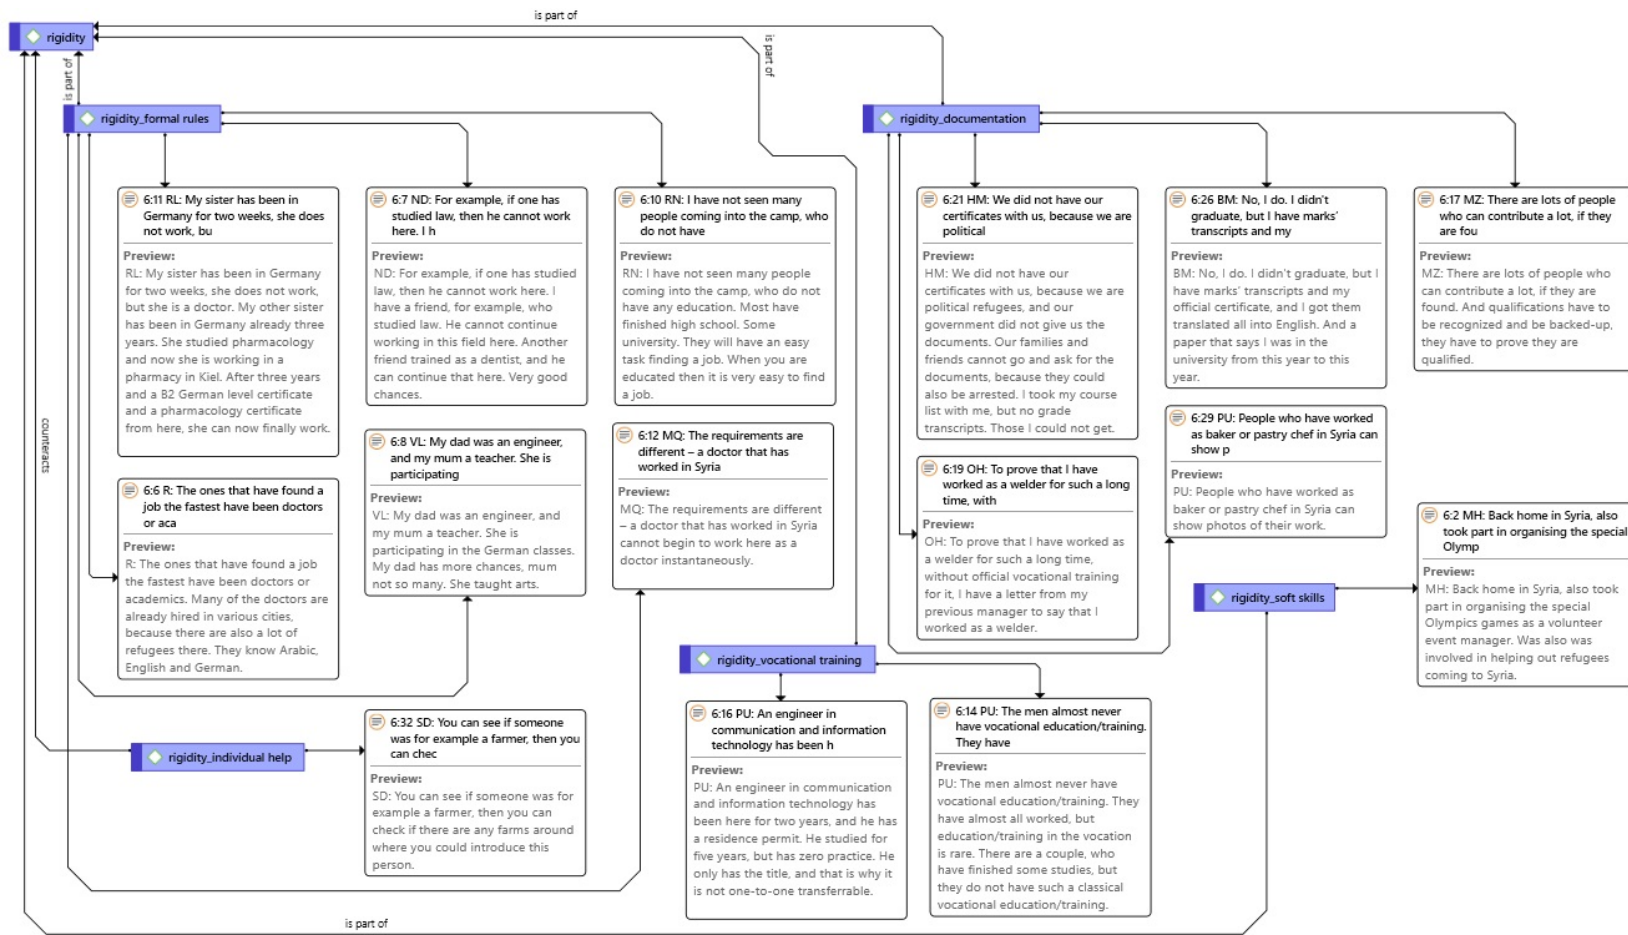 is part of
rigidity
is part of
is part of
rigidity_formal rules
rigidity_documentation
6:11 RL: My sister has been in
Germany for two weeks, she does
not work, bu
Preview:
RL: My sister has been in Germany
for two weeks, she does not work,
but she is a doctor. My other sister
has been in Germany already three
years. She studied pharmacology
and now she is working in a
pharmacy in Kiel. After three years
and a B2 German level certificate
and a pharmacology certificate
from here, she can now finally work.
6:7 ND: For example, if one has
studied law, then he cannot work
here. I h
Preview:
ND: For example, if one has studied
law, then he cannot work here. I
have a friend, for example, who
studied law. He cannot continue
working in this field here. Another
friend trained as a dentist, and he
can continue that here. Very good
chances.
6:10 RN: I have not seen many
people coming into the camp, who
do not have
Preview:
RN: I have not seen many people
coming into the camp, who do not
have any education. Most have
finished high school. Some
university. They will have an easy
task finding a job. When you are
educated then it is very easy to find
a job.
6:21 HM: We did not have our
certificates with us, because we are
political
Preview:
HM: We did not have our
certificates with us, because we are
political refugees, and our
government did not give us the
documents. Our families and
friends cannot go and ask for the
documents, because they could
also be arrested. I took my course
list with me, but no grade
transcripts. Those I could not get.
6:26 BM: No, I do. I didn't
graduate, but I have marks'
transcripts and my
Preview:
BM: No, I do. I didn't graduate, but I
have marks' transcripts and my
official certificate, and I got them
translated all into English. And a
paper that says I was in the
university from this year to this
year.
6:17 MZ: There are lots of people
who can contribute a lot, if they
are fou
Preview:
MZ: There are lots of people who
can contribute a lot, if they are
found. And qualifications have to
be recognized and be backed-up,
they have to prove they are
qualified.
counteracts
6:6 R: The ones that have found a
job the fastest have been doctors
or aca
Preview:
R: The ones that have found a job
the fastest have been doctors or
academics. Many of the doctors are
already hired in various cities,
because there are also a lot of
refugees there. They know Arabic,
English and German.
6:8 VL: My dad was an engineer,
and my mum a teacher. She is
participating
Preview:
VL: My dad was an engineer, and
my mum a teacher. She is
participating in the German classes.
My dad has more chances, mum
not so many. She taught arts.
6:12 MQ: The requirements are
different – a doctor that has
worked in Syria
Preview:
MQ: The requirements are different
– a doctor that has worked in Syria
cannot begin to work here as a
doctor instantaneously.
6:19 OH: To prove that I have
worked as a welder for such a long
time, with
Preview:
OH: To prove that I have worked as
a welder for such a long time,
without official vocational training
for it, I have a letter from my
previous manager to say that I
worked as a welder.
6:29 PU: People who have worked
as baker or pastry chef in Syria can
show p
Preview:
PU: People who have worked as
baker or pastry chef in Syria can
show photos of their work.
rigidity_soft skills
6:2 MH: Back home in Syria, also
took part in organising the special
Olymp
Preview:
MH: Back home in Syria, also took
part in organising the special
Olympics games as a volunteer
event manager. Was also was
involved in helping out refugees
coming to Syria.
rigidity_vocational training
6:16 PU: An engineer in
communication and information
technology has been h
Preview:
PU: An engineer in communication
and information technology has
been here for two years, and he has
a residence permit. He studied for
five years, but has zero practice. He
only has the title, and that is why it
is not one-to-one transferrable.
6:14 PU: The men almost never
have vocational education/training.
They have
Preview:
PU: The men almost never have
vocational education/training. They
have almost all worked, but
education/training in the vocation
is rare. There are a couple, who
have finished some studies, but
they do not have such a classical
vocational education/training.
rigidity_individual help
6:32 SD: You can see if someone
was for example a farmer, then you
can chec
Preview:
SD: You can see if someone was for
example a farmer, then you can
check if there are any farms around
where you could introduce this
person.
is part of